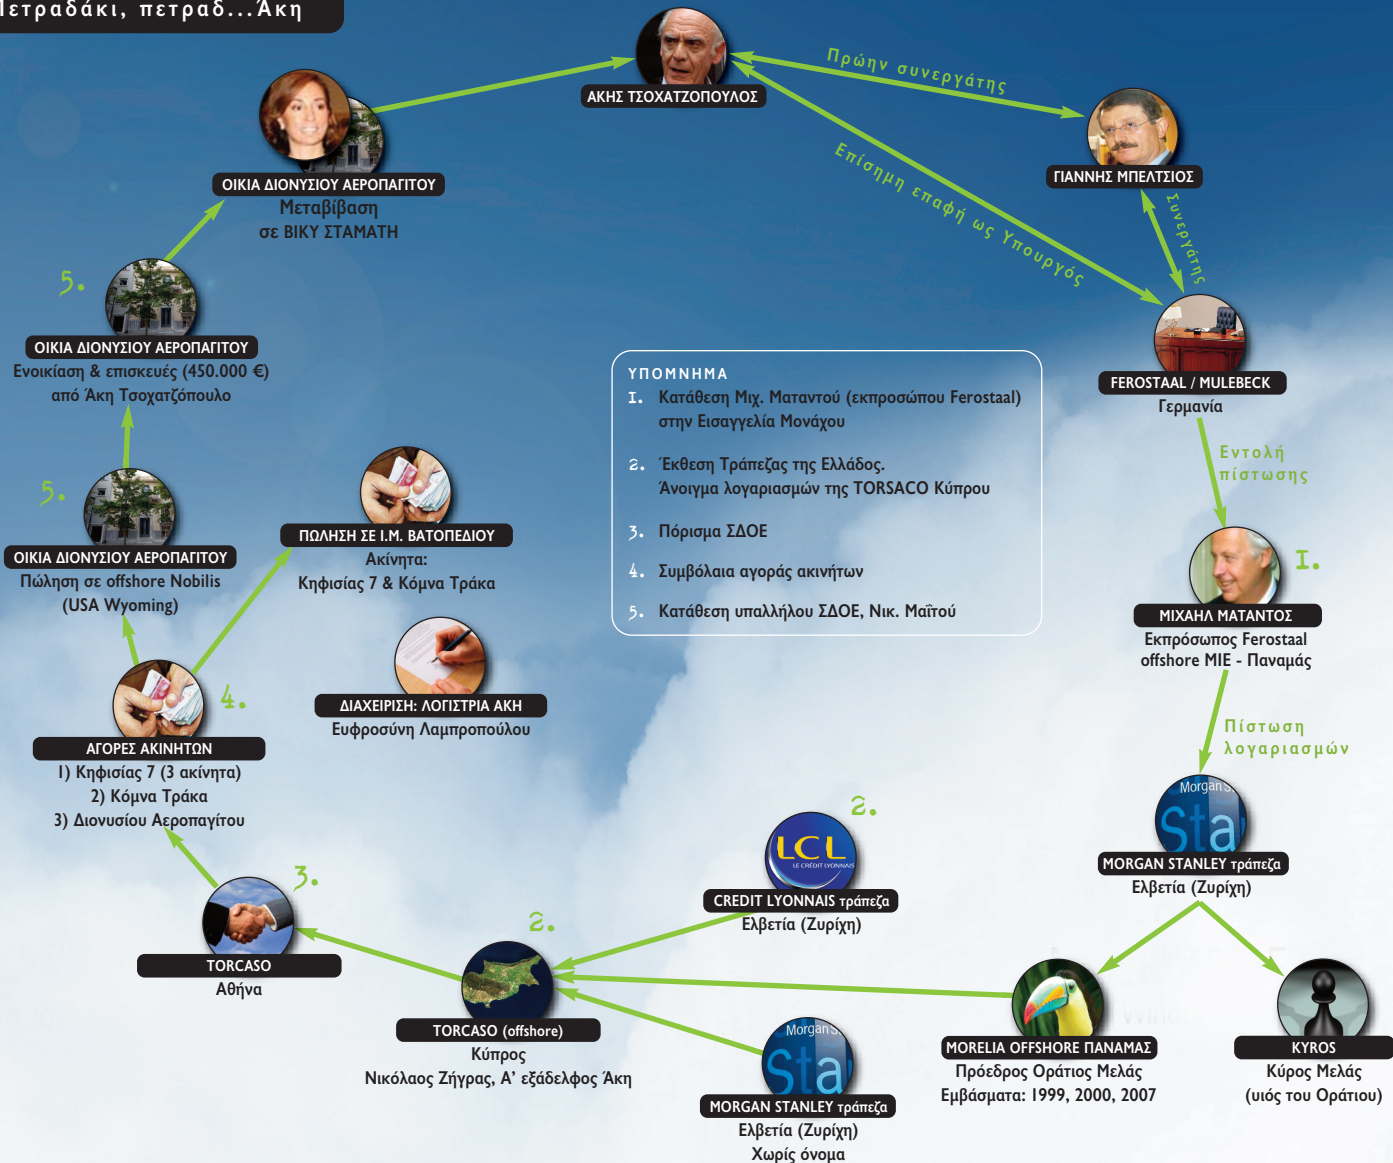 Πετραδάκι, πετραδ...Άκη
ΑΚΗΣ ΤΣΟΧΑΤΖΟΠΟΥΛΟΣ
Πρώην συνεργάτης
ΓΙΑΝΝΗΣ ΜΠΕΛΤΣΙΟΣ
Επίσημη επαφή ως Υπουργός
Συνεργάτης
ΟΙΚΙΑ ΔΙΟΝΥΣΙΟΥ ΑΕΡΟΠΑΓΙΤΟΥ
Μεταβίβαση
σε ΒΙΚΥ ΣΤΑΜΑΤΗ
5.
ΟΙΚΙΑ ΔΙΟΝΥΣΙΟΥ ΑΕΡΟΠΑΓΙΤΟΥ
Ενοικίαση & επισκευές (450.000 €)
από Άκη Τσοχατζόπουλο
FEROSTAAL / MULEBECK
Γερμανία
ΥΠΟΜΝΗΜΑ
1. Κατάθεση Μιχ. Ματαντού (εκπροσώπου Ferostaal)
στην Εισαγγελία Μονάχου
2. Έκθεση Τράπεζας της Ελλάδος.
Άνοιγμα λογαριασμών της TORSACO Κύπρου
3. Πόρισμα ΣΔΟΕ
4. Συμβόλαια αγοράς ακινήτων
5. Κατάθεση υπαλλήλου ΣΔΟΕ, Νικ. Μαΐτού
Εντολή
πίστωσης
5.
ΟΙΚΙΑ ΔΙΟΝΥΣΙΟΥ ΑΕΡΟΠΑΓΙΤΟΥ
Πώληση σε offshore Nobilis
(USA Wyoming)
ΠΩΛΗΣΗ ΣΕ Ι.Μ. ΒΑΤΟΠΕΔΙΟΥ
Ακίνητα:
Κηφισίας 7 & Κόμνα Τράκα
1.
ΜΙΧΑΗΛ ΜΑΤΑΝΤΟΣ
Εκπρόσωπος Ferostaal
offshore MIE - Παναμάς
ΔΙΑΧΕΙΡΙΣΗ: ΛΟΓΙΣΤΡΙΑ ΑΚΗ
Ευφροσύνη Λαμπροπούλου
4.
ΑΓΟΡΕΣ ΑΚΙΝΗΤΩΝ
1) Κηφισίας 7 (3 ακίνητα)
2) Κόμνα Τράκα
3) Διονυσίου Αεροπαγίτου
Πίστωση
λογαριασμών
Morgan S
Sta
MORGAN STANLEY τράπεζα
Ελβετία (Ζυρίχη)
2.
LCL
LE CRÉDIT LYONNAIS
CREDIT LYONNAIS τράπεζα
Ελβετία (Ζυρίχη)
3.
TORCASO
Αθήνα
2.
TORCASO (offshore)
Κύπρος
Νικόλαος Ζήγρας, Α' εξάδελφος Άκη
Morgan S
Sta
MORGAN STANLEY τράπεζα
Ελβετία (Ζυρίχη)
Χωρίς όνομα
MORELIA OFFSHORE ΠΑΝΑΜΑΣ
Πρόεδρος Οράτιος Μελάς
Εμβάσματα: 1999, 2000, 2007
KYROS
Κύρος Μελάς
(υιός του Οράτιου)